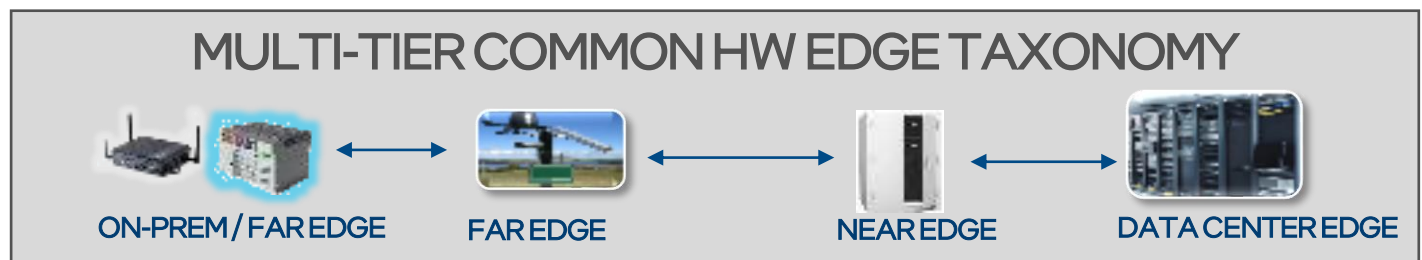 MULTI-TIER COMMON HW EDGE TAXONOMY
ON-PREM / FAR EDGE
FAR EDGE
NEAR EDGE
DATA CENTER EDGE